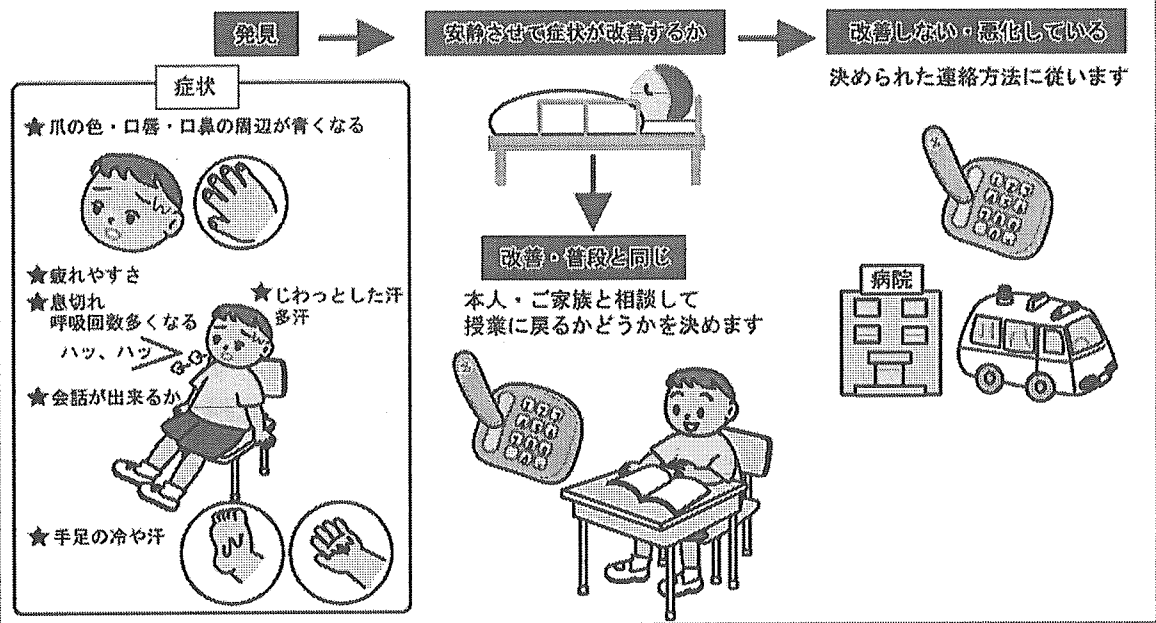 発見
安静させて症状が改善するか
改善しない・悪化している
決められた連絡方法に従います
症状
★爪の色・口唇・口鼻の周辺が青くなる
★疲れやすさ
★息切れ
呼吸回数多くなる
ハッ、ハッ
★じわっとした汗
多汗
★会話が出来るか
★手足の冷や汗
改善・普段と同じ
本人・ご家族と相談して
授業に戻るかどうかを決めます
病院